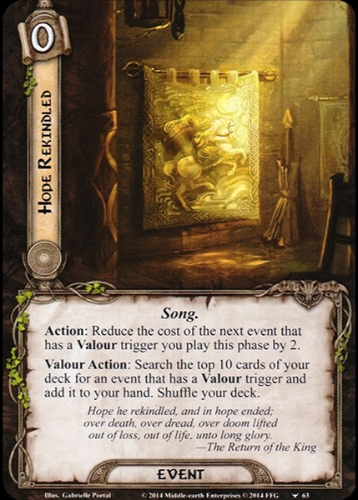 0
HOPE REKINDLED
Song.
Action: Reduce the cost of the next event that
has a Valour trigger you play this phase by 2.
Valour Action: Search the top 10 cards of your
deck for an event that has a Valour trigger and
add it to your hand. Shuffle your deck.
Hope he rekindled, and in hope ended;
over death, over dread, over doom lifted
out of loss, out of life, unto long glory.
—The Return of the King
EVENT
Illus. Gabrielle Portal © 2014 Middle-earth Enterprises © 2014 FFG 63